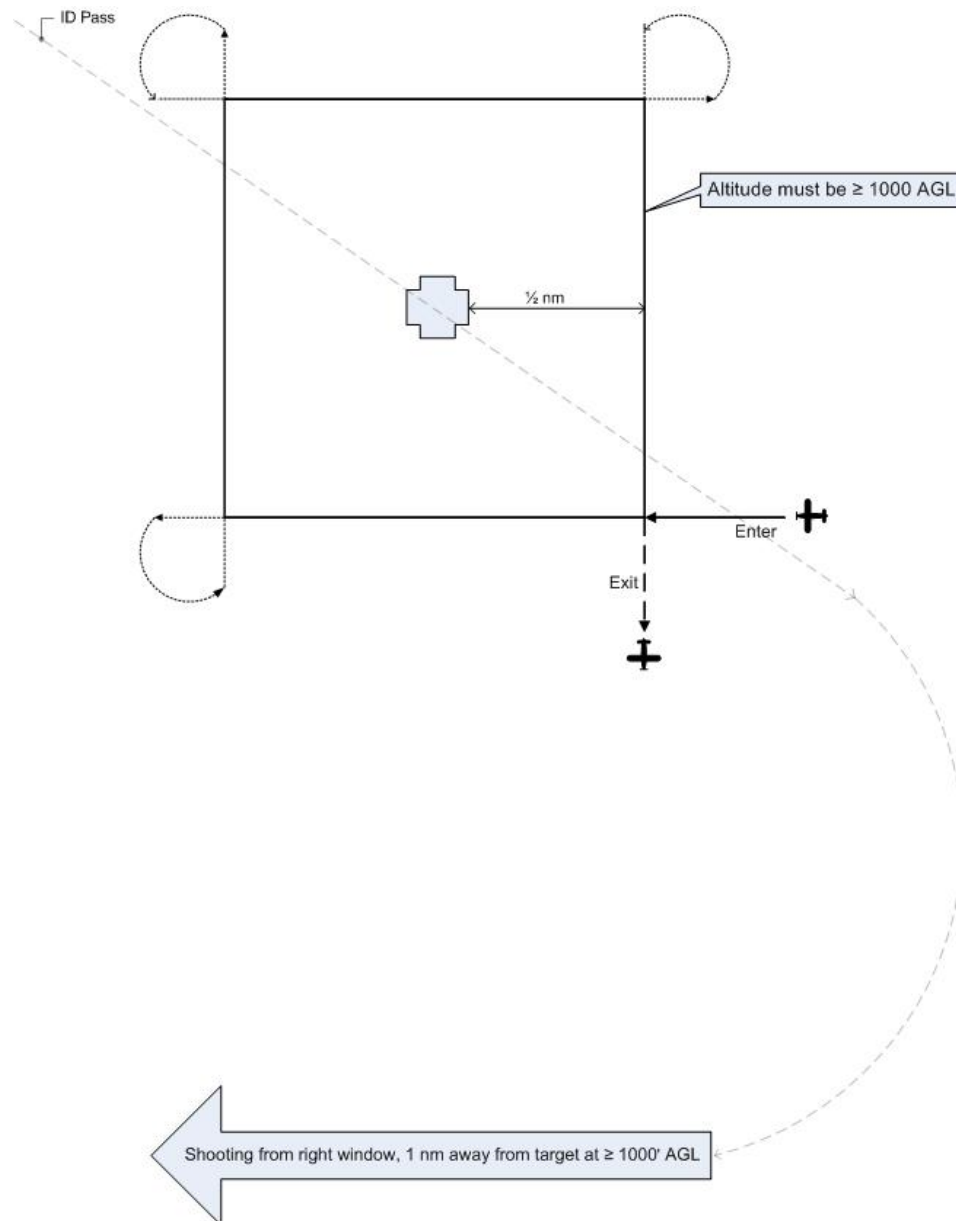 ID Pass
Altitude must be ≥ 1000 AGL
½ nm
Enter
Exit
Shooting from right window, 1 nm away from target at ≥ 1000' AGL